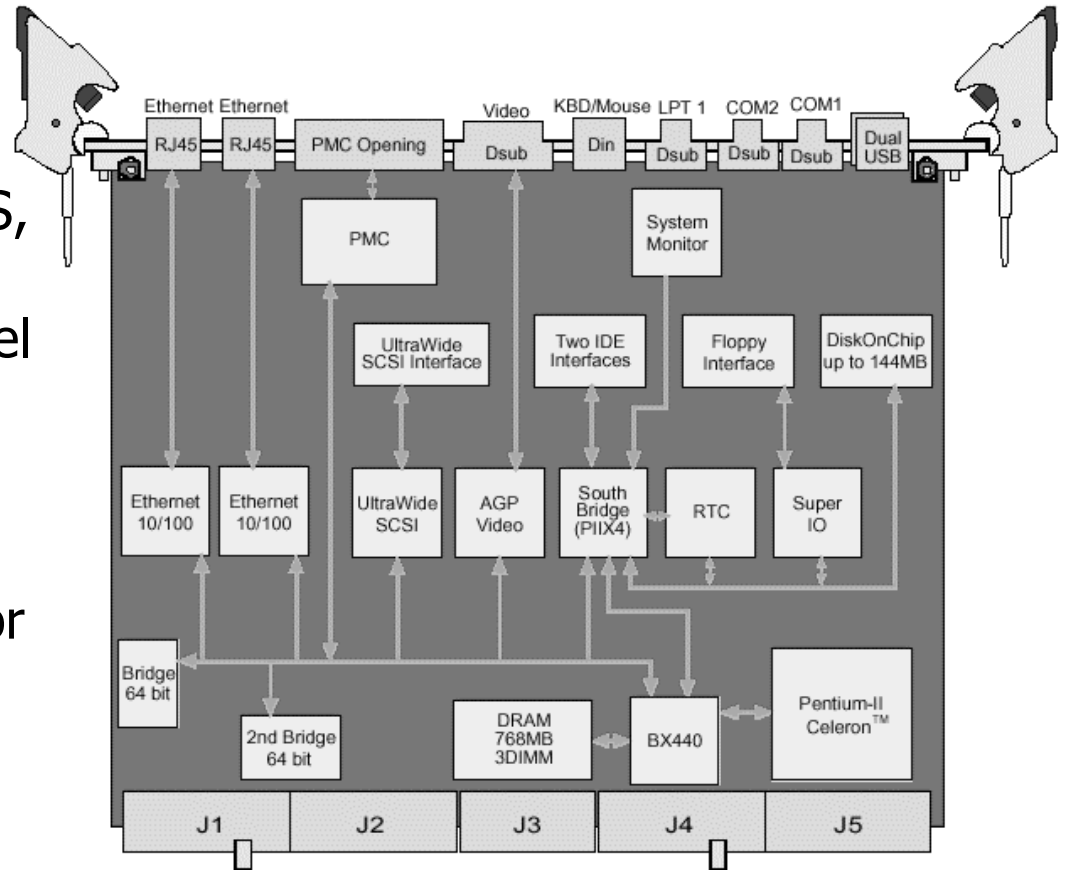 Ethernet Ethernet Video KBD/Mouse LPT 1 COM2 COM1
RJ45 RJ45 PMC Opening Dsub Din Dsub Dsub Dsub Dual
USB
s,
PMC
System
Monitor
el
UltraWide
SCSI Interface
Two IDE
Interfaces
Floppy
Interface
DiskOnChip
up to 144MB
Ethernet
10/100
Ethernet
10/100
UltraWide
SCSI
AGP
Video
South
Bridge
(PIIX4)
RTC
Super
IO
or
Bridge
64 bit
2nd Bridge
64 bit
DRAM
768MB
3DIMM
BX440
Pentium-II
Celeron™
J1 J2 J3 J4 J5